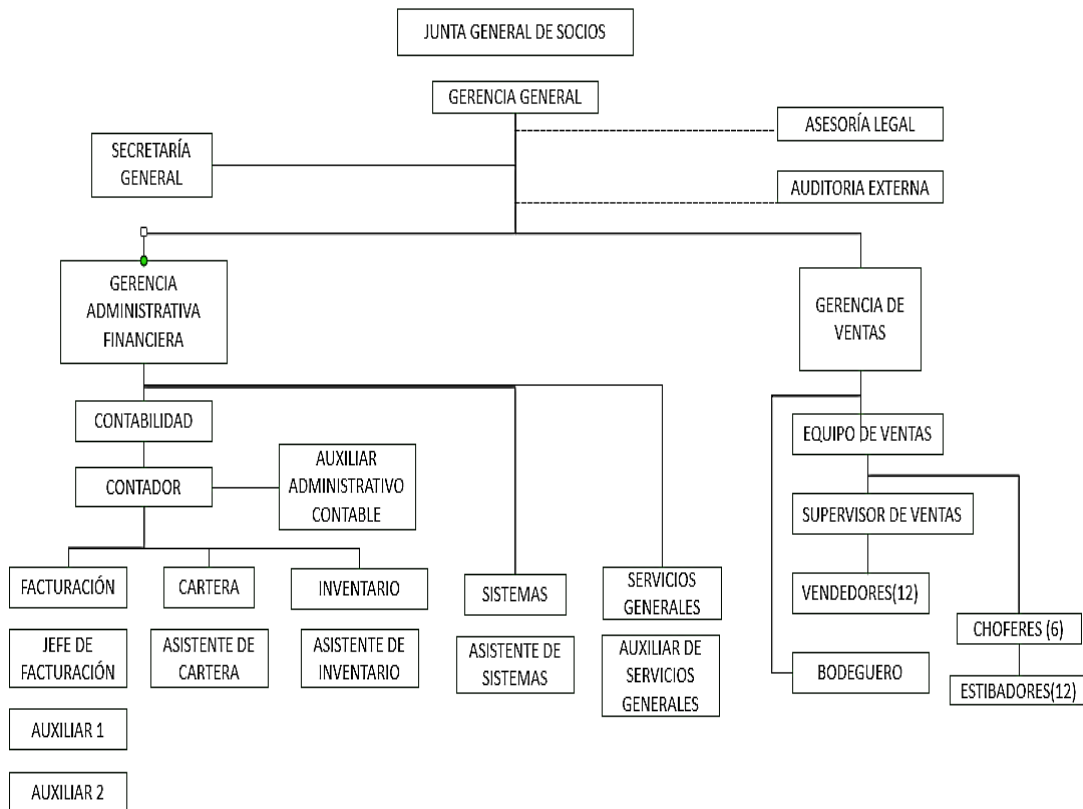 JUNTA GENERAL DE SOCIOS
GERENCIA GENERAL
ASESORÍA LEGAL
SECRETARÍA
GENERAL
AUDITORIA EXTERNA
GERENCIA
ADMINISTRATIVA
FINANCIERA
GERENCIA DE
VENTAS
CONTABILIDAD
EQUIPO DE VENTAS
CONTADOR
AUXILIAR
ADMINISTRATIVO
CONTABLE
SUPERVISOR DE VENTAS
FACTURACIÓN
CARTERA
INVENTARIO
SISTEMAS
SERVICIOS
GENERALES
VENDEDORES(12)
JEFE DE
FACTURACIÓN
ASISTENTE DE
CARTERA
ASISTENTE DE
INVENTARIO
ASISTENTE DE
SISTEMAS
AUXILIAR DE
SERVICIOS
GENERALES
CHOFERES (6)
BODEGUERO
ESTIBADORES(12)
AUXILIAR 1
AUXILIAR 2